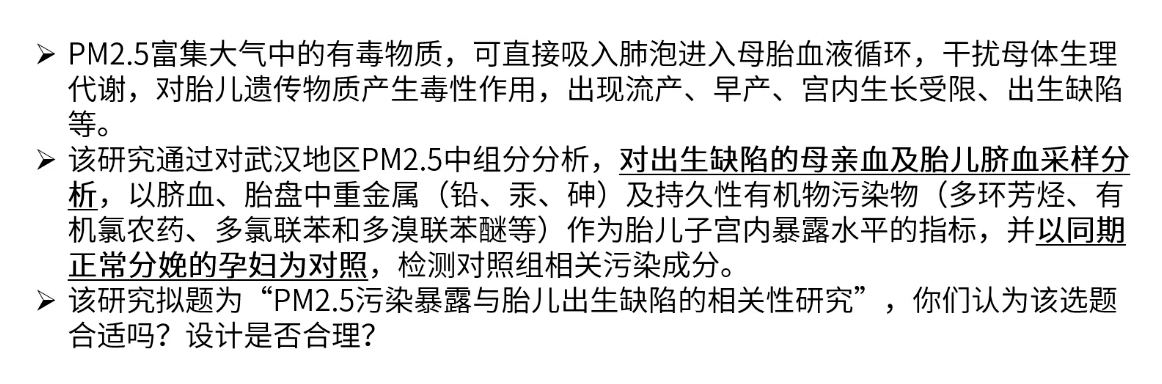 ➢ PM2.5富集大气中的有毒物质，可直接吸入肺泡进入母胎血液循环，干扰母体生理
代谢，对胎儿遗传物质产生毒性作用，出现流产、早产、宫内生长受限、出生缺陷
等。
➢ 该研究通过对武汉地区PM2.5中组分分析，对出生缺陷的母亲血及胎儿脐血采样分
析，以脐血、胎盘中重金属（铅、汞、砷）及持久性有机物污染物（多环芳烃、有
机氯农药、多氯联苯和多溴联苯醚等）作为胎儿子宫内暴露水平的指标，并以同期
正常分娩的孕妇为对照，检测对照组相关污染成分。
➢ 该研究拟题为“PM2.5污染暴露与胎儿出生缺陷的相关性研究”，你们认为该选题
合适吗？设计是否合理？